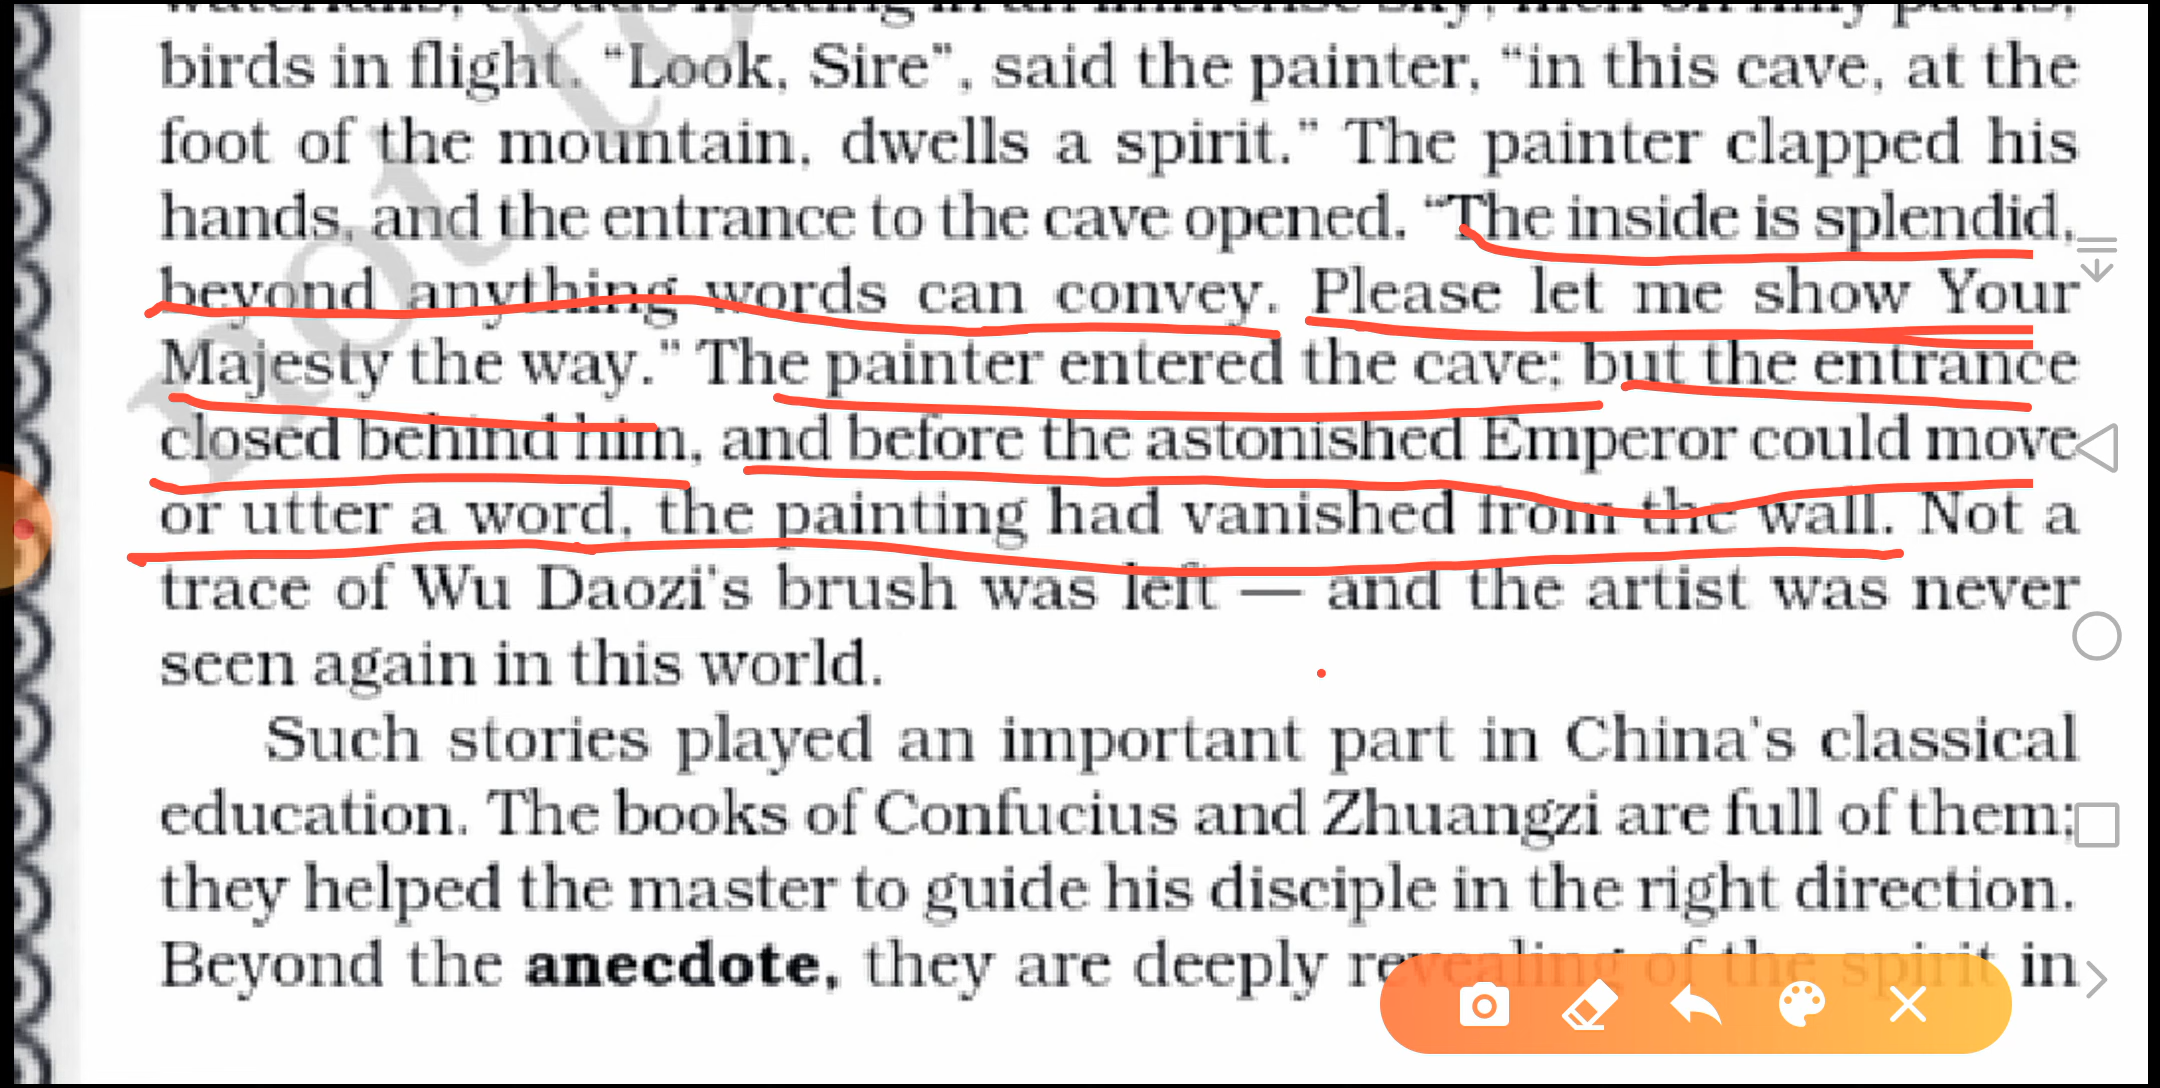 birds in flight. “Look, Sire”, said the painter, “in this cave, at the
foot of the mountain, dwells a spirit.” The painter clapped his
hands, and the entrance to the cave opened. “The inside is splendid,
beyond anything words can convey. Please let me show Your
Majesty the way.” The painter entered the cave; but the entrance
closed behind him, and before the astonished Emperor could move
or utter a word, the painting had vanished from the wall. Not a
trace of Wu Daozi's brush was left — and the artist was never
seen again in this world.
Such stories played an important part in China's classical
education. The books of Confucius and Zhuangzi are full of them;
they helped the master to guide his disciple in the right direction.
Beyond the anecdote, they are deeply revealing of the spirit in
not to